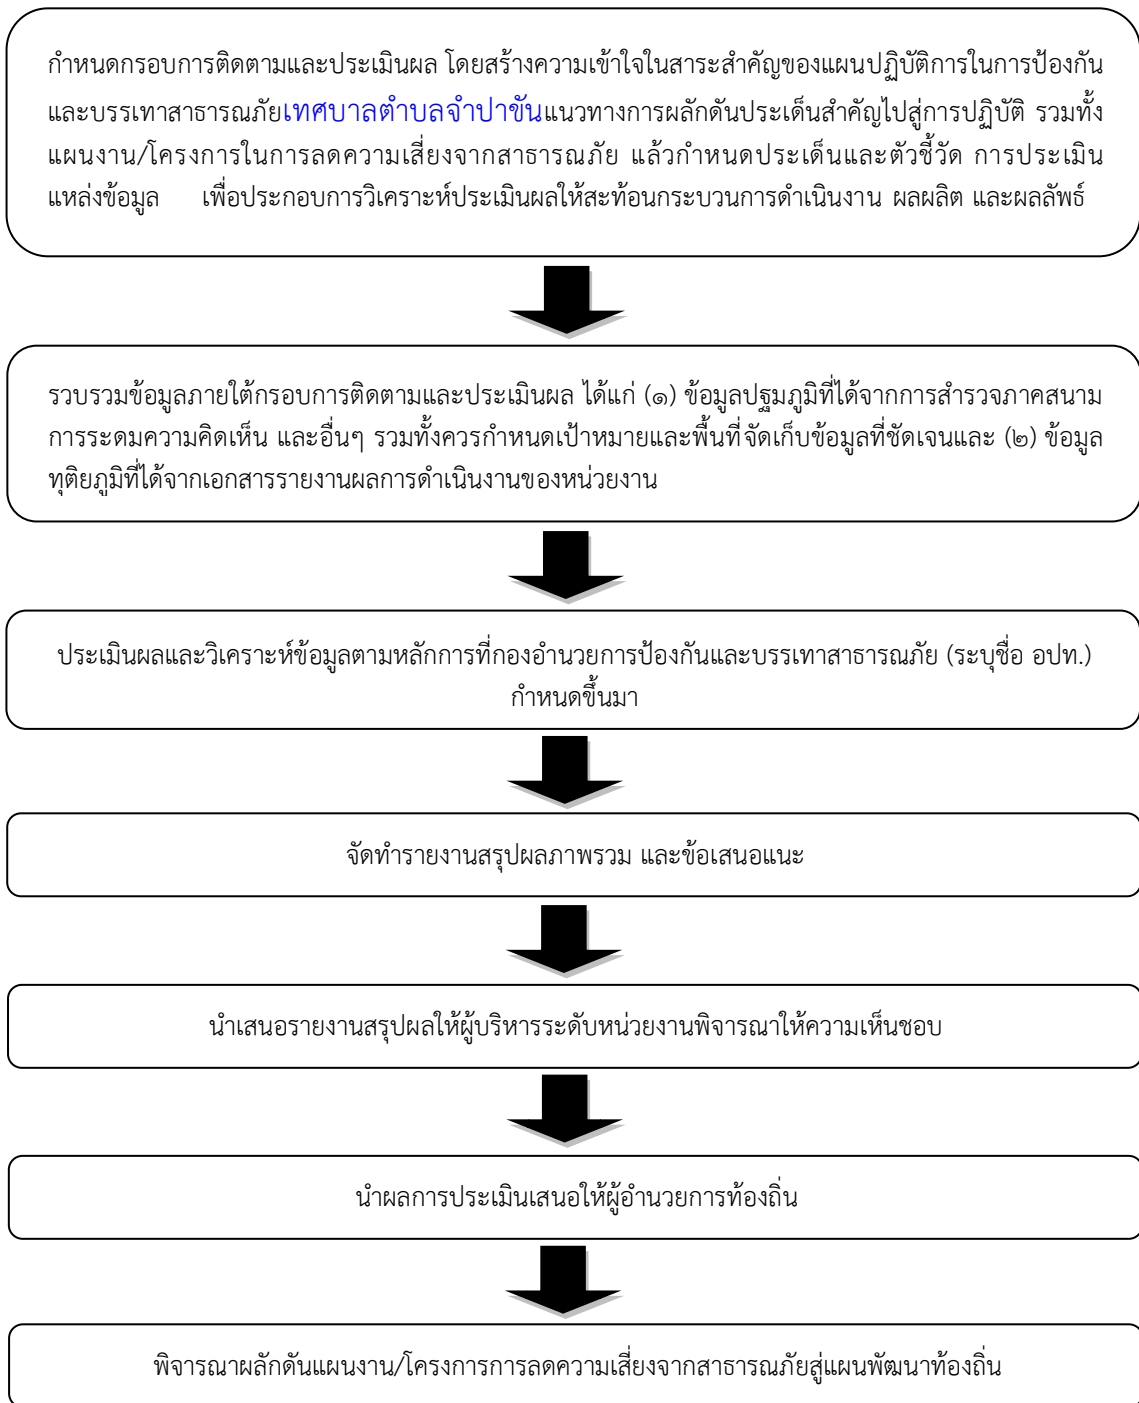 กำหนดกรอบการติดตามและประเมินผล โดยสร้างความเข้าใจในสาระสำคัญของแผนปฏิบัติการในการป้องกัน
และบรรเทาสาธารณภัยเทศบาลตำบลจำปาขันแนวทางการผลักดันประเด็นสำคัญไปสู่การปฏิบัติ รวมทั้ง
แผนงาน/โครงการในการลดความเสี่ยงจากสาธารณภัย แล้วกำหนดประเด็นและตัวชี้วัด การประเมิน
แหล่งข้อมูล เพื่อประกอบการวิเคราะห์ประเมินผลให้สะท้อนกระบวนการดำเนินงาน ผลผลิต และผลลัพธ์
รวบรวมข้อมูลภายใต้กรอบการติดตามและประเมินผล ได้แก่ (๑) ข้อมูลปฐมภูมิที่ได้จากการสำรวจภาคสนาม
การระดมความคิดเห็น และอื่นๆ รวมทั้งควรกำหนดเป้าหมายและพื้นที่จัดเก็บข้อมูลที่ชัดเจนและ (๒) ข้อมูล
ทุติยภูมิที่ได้จากเอกสารรายงานผลการดำเนินงานของหน่วยงาน
ประเมินผลและวิเคราะห์ข้อมูลตามหลักการที่กองอำนวยการป้องกันและบรรเทาสาธารณภัย (ระบุชื่อ อปท.)
กำหนดขึ้นมา
จัดทำรายงานสรุปผลภาพรวม และข้อเสนอแนะ
นำเสนอรายงานสรุปผลให้ผู้บริหารระดับหน่วยงานพิจารณาให้ความเห็นชอบ
นำผลการประเมินเสนอให้ผู้อำนวยการท้องถิ่น
พิจารณาผลักดันแผนงาน/โครงการการลดความเสี่ยงจากสาธารณภัยสู่แผนพัฒนาท้องถิ่น